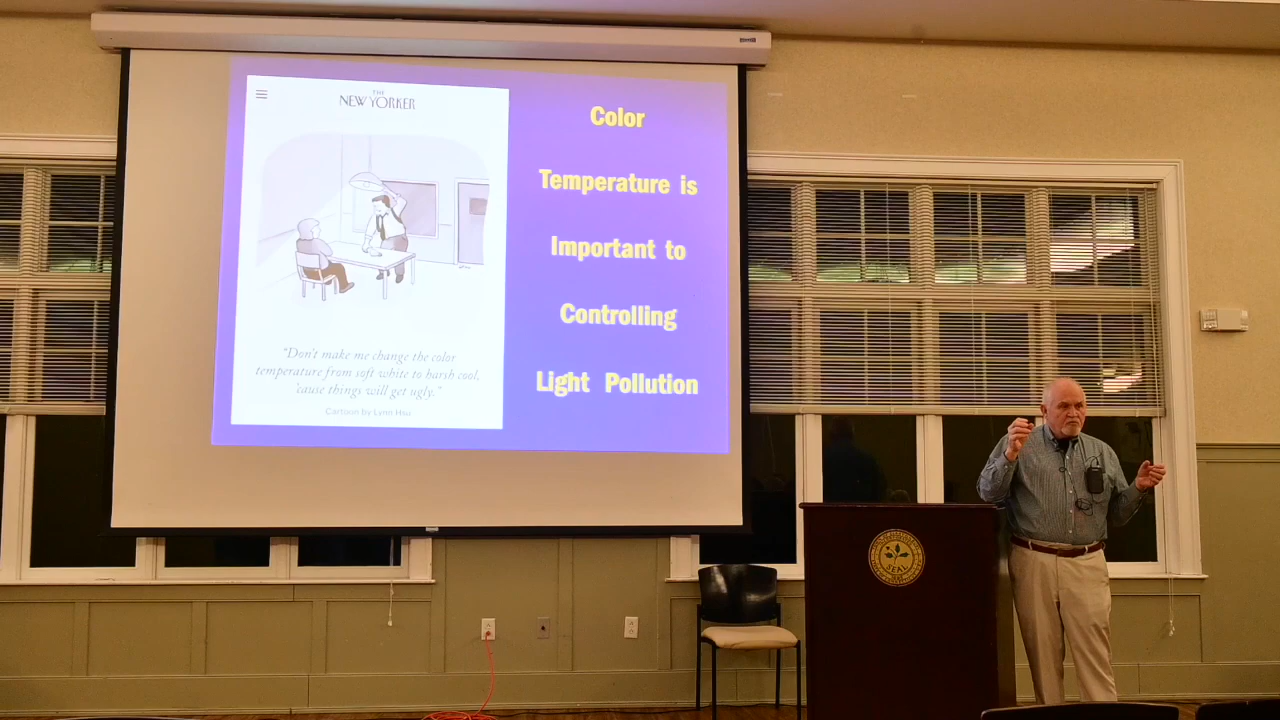 THE
NEW YORKER
"Don't make me change the color
temperature from soft white to harsh cool,
'cause things will get ugly."
Cartoon by Lynn Hsu
Color
Temperature is
Important to
Controlling
Light Pollution
SEAL